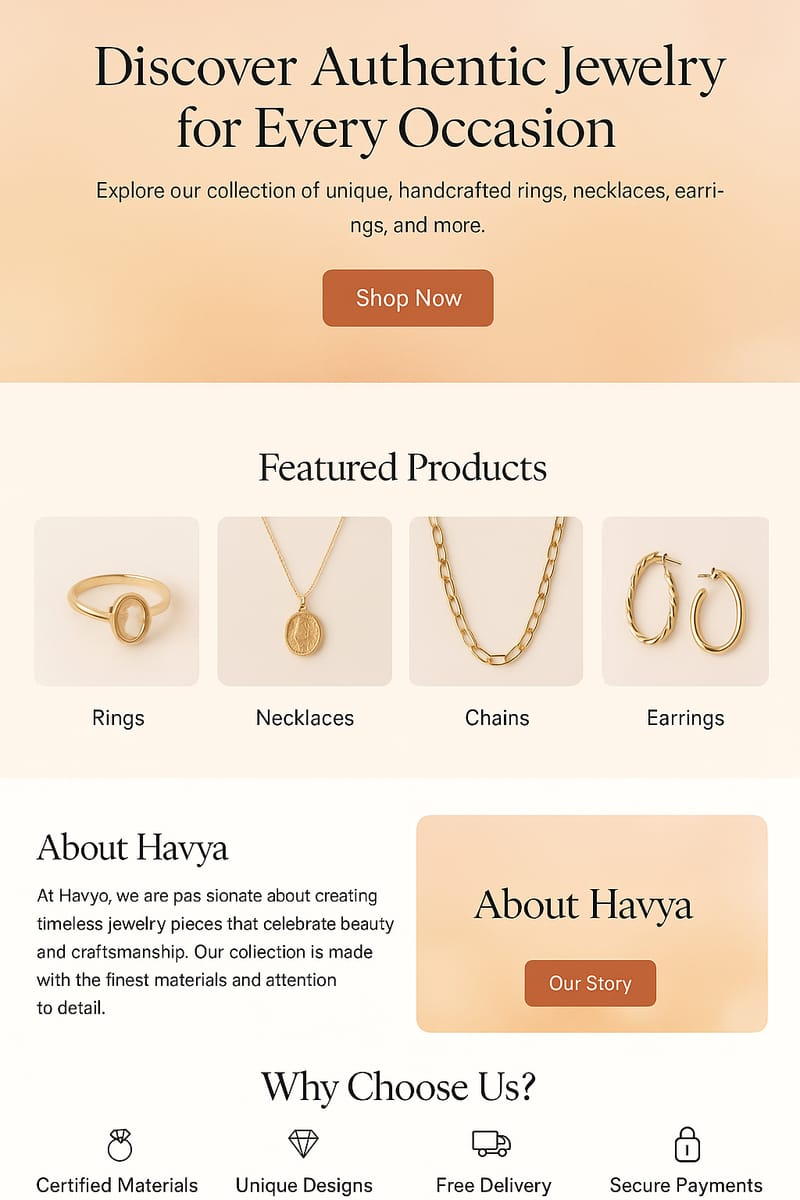 Discover Authentic Jewelry
for Every Occasion
Explore our collection of unique, handcrafted rings, necklaces, earri-
ngs, and more.
Shop Now
Featured Products
Rings
Necklaces
Chains
Earrings
About Havya
At Havyo, we are pas sionate about creating
timeless jewelry pieces that celebrate beauty
and craftsmanship. Our coliection is made
with the finest materials and attention
to detail.
About Havya
Our Story
Why Choose Us?
Certified Materials
Unique Designs
Free Delivery
Secure Payments